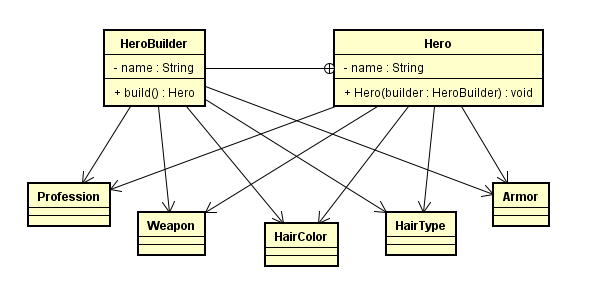 HeroBuilder
- name : String
+ build() : Hero
Hero
- name : String
+ Hero(builder : HeroBuilder) : void
Profession
Weapon
HairColor
HairType
Armor